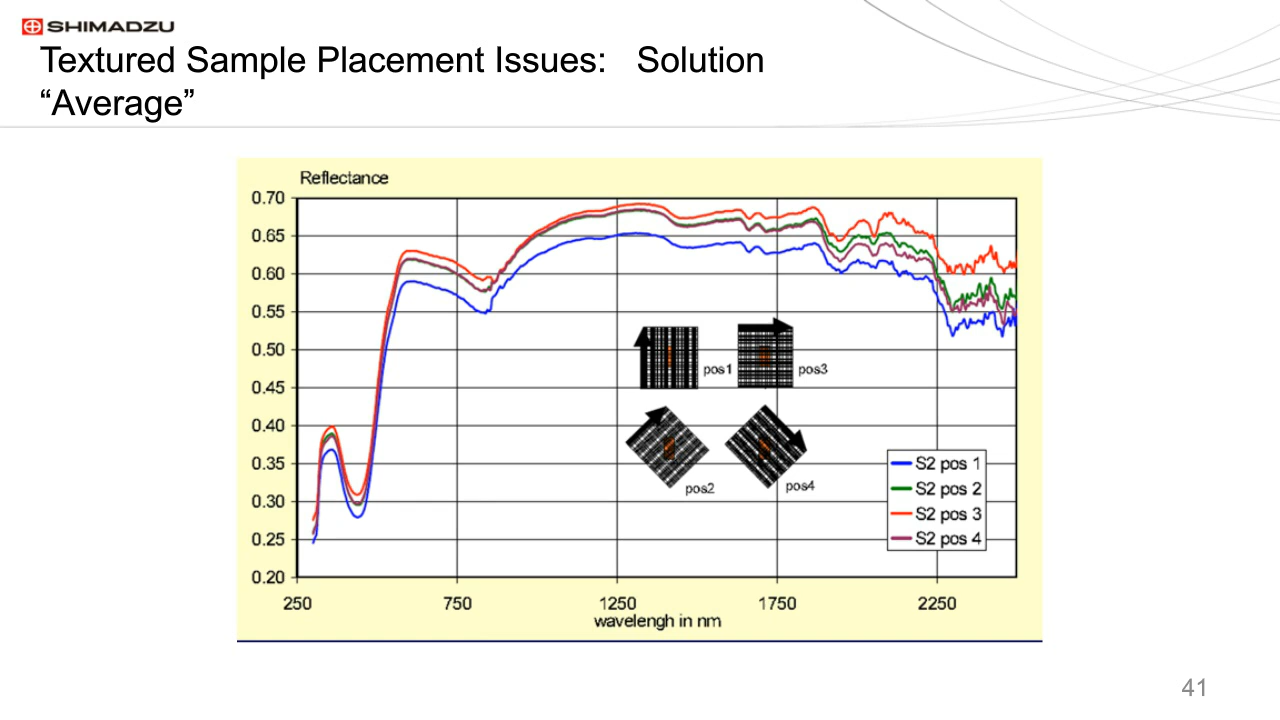 SHIMADZU
Textured Sample Placement Issues: Solution
“Average”
Reflectance
0.70
0.65
0.60
0.55
0.50
0.45
0.40
0.35
0.30
0.25
0.20
pos1
pos3
pos2
pos4
S2 pos 1
S2 pos 2
S2 pos 3
S2 pos 4
250 750 1250 1750 2250
wavelengh in nm
41